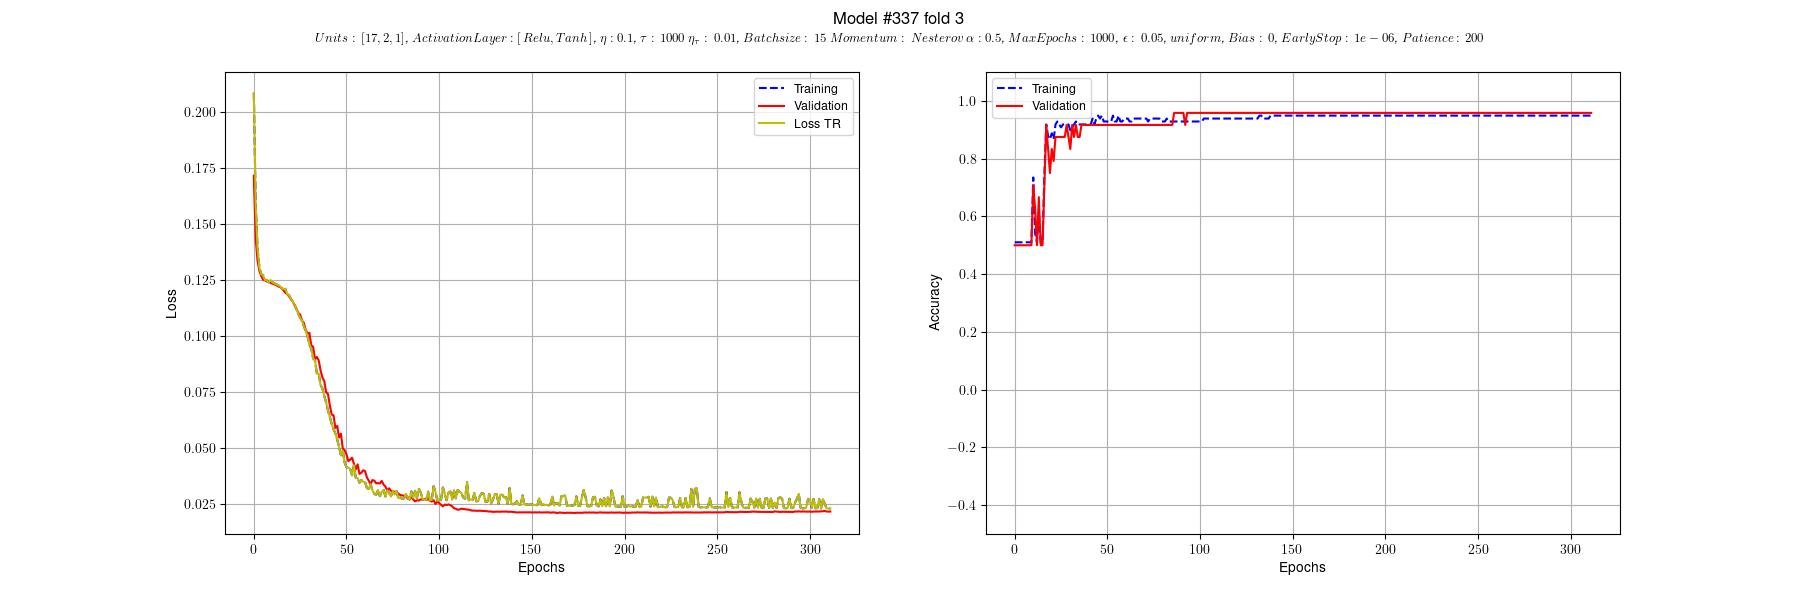 Model #337 fold 3
Units : [17, 2, 1], ActivationLayer : [ Relu, Tanh], η : 0.1, τ : 1000 η_τ : 0.01, Batchsize : 15 Momentum : Nesterov α : 0.5, MaxEpochs : 1000, ϵ : 0.05, uniform, Bias : 0, EarlyStop : 1e − 06, Patience : 200
Training
Validation
Loss TR
0.200
0.175
0.150
0.125
0.100
0.075
0.050
0.025
Loss
0 50 100 150 200 250 300
Epochs
Training
Validation
1.0
0.8
0.6
0.4
0.2
0.0
−0.2
−0.4
Accuracy
0 50 100 150 200 250 300
Epochs